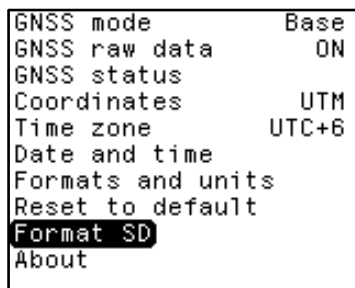 GNSS mode Base
GNSS raw data ON
GNSS status
Coordinates UTM
Time zone UTC+6
Date and time
Formats and units
Reset to default
Format SD
About